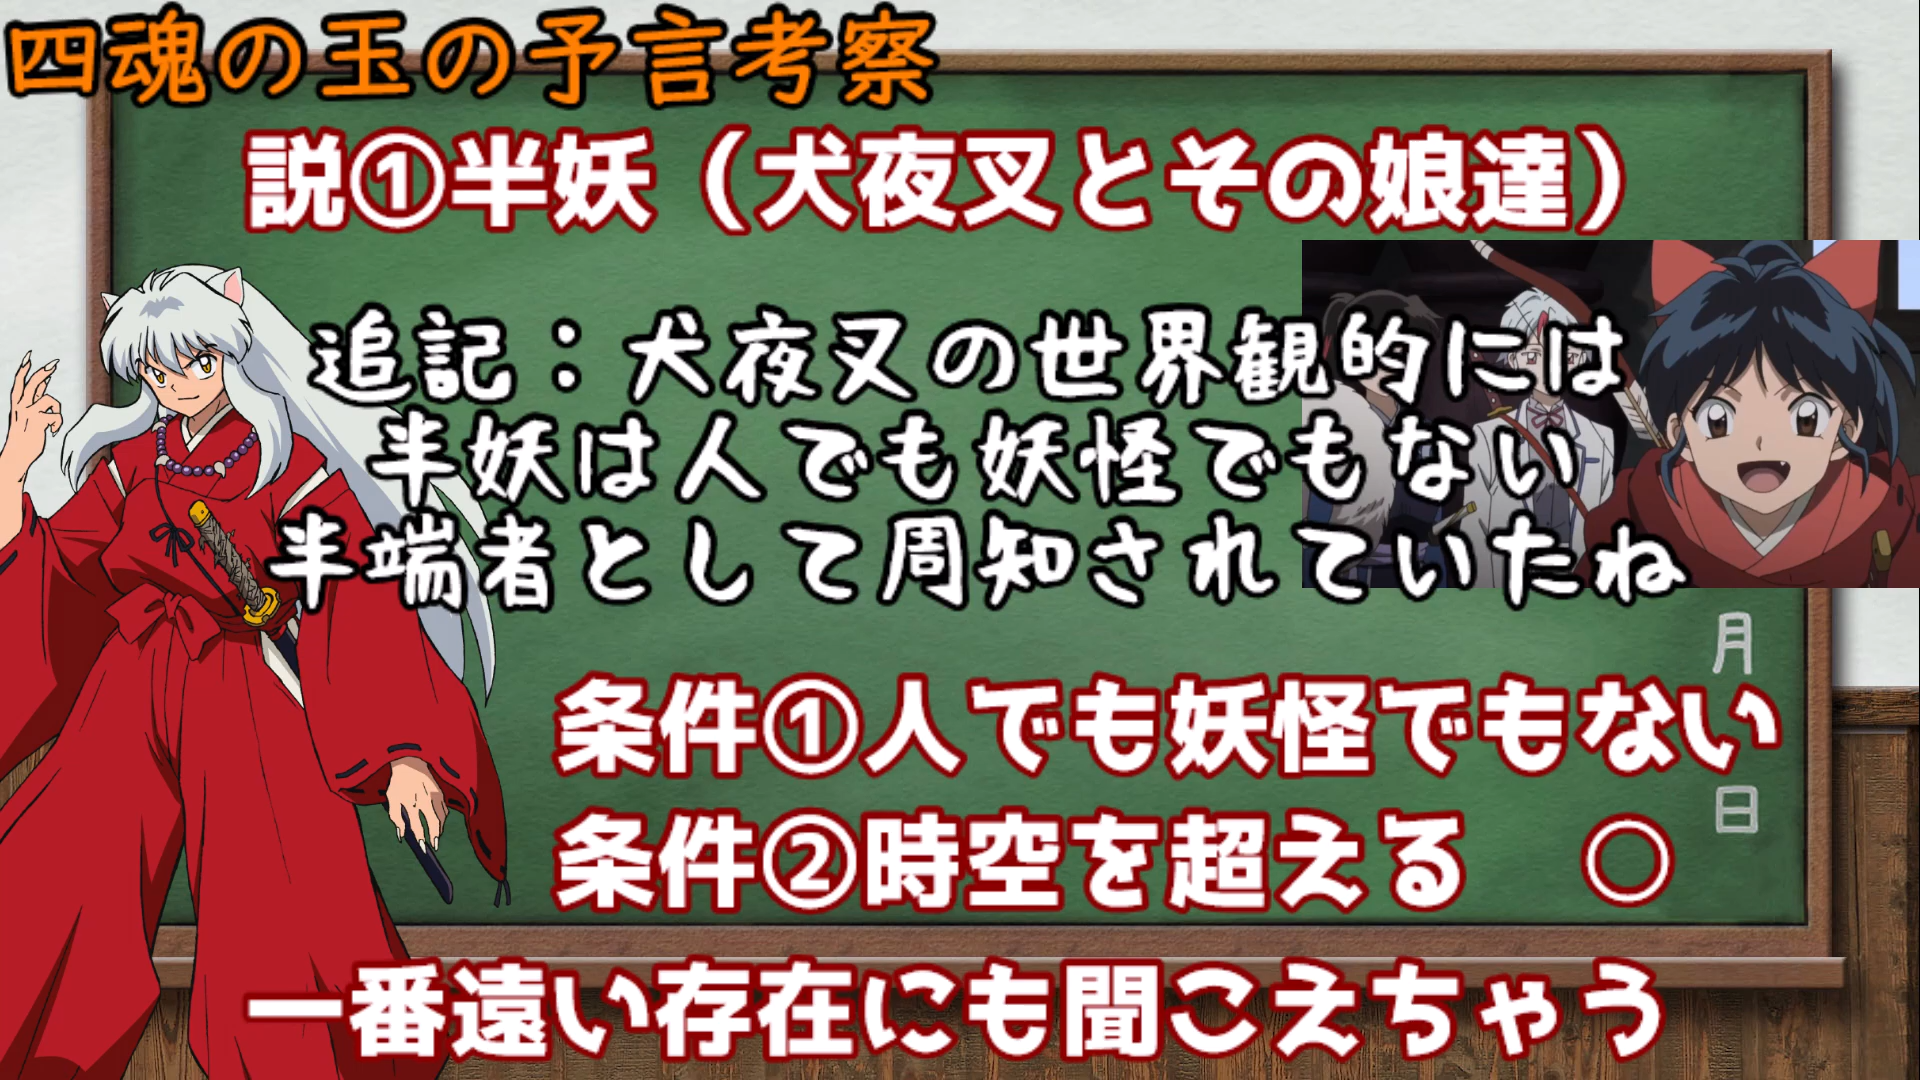 四魂の玉の予言考察
説①半妖（犬夜叉とその娘達）
追記：犬夜叉の世界観的には
半妖は人でも妖怪でもない
半端者として周知されていたね
月
条件①人でも妖怪でもない
日
条件②時空を超える　○
一番遠い存在にも聞こえちゃう